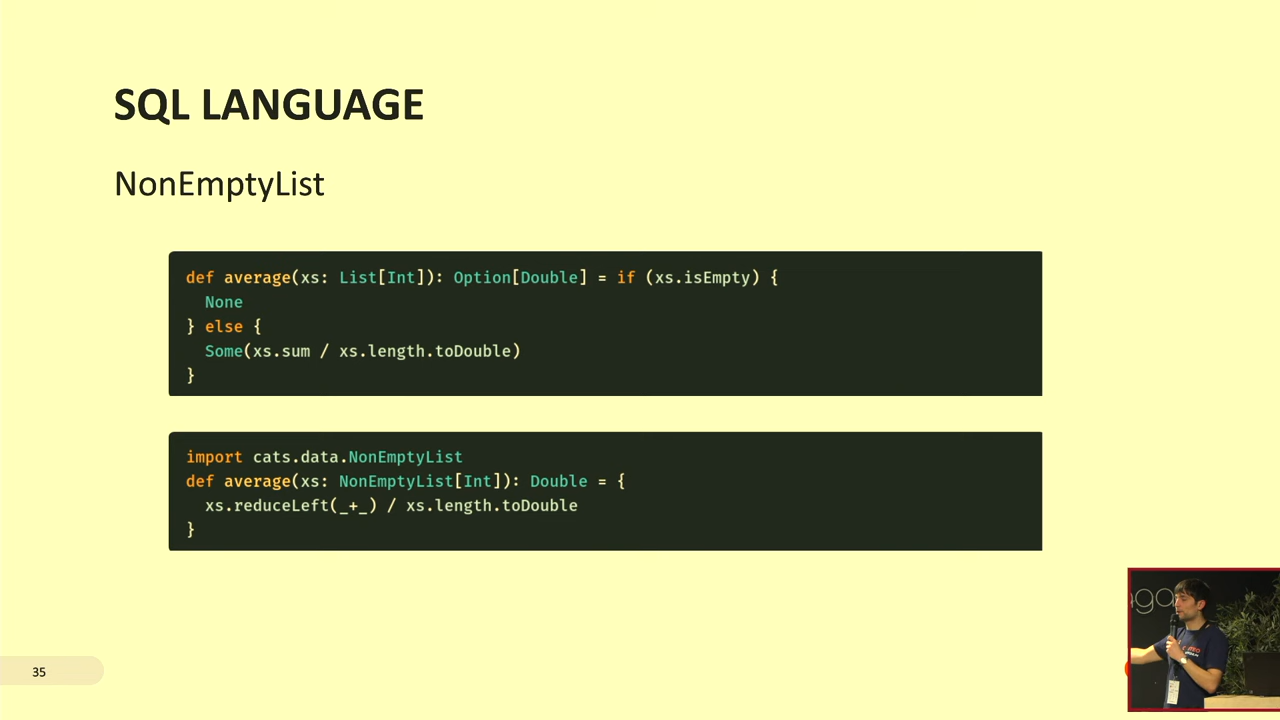 SQL LANGUAGE
NonEmptyList
def average(xs: List[Int]): Option[Double] = if (xs.isEmpty) {
  None
} else {
  Some(xs.sum / xs.length.toDouble)
}
import cats.data.NonEmptyList
def average(xs: NonEmptyList[Int]): Double = {
  xs.reduceLeft(_+_) / xs.length.toDouble
}
35